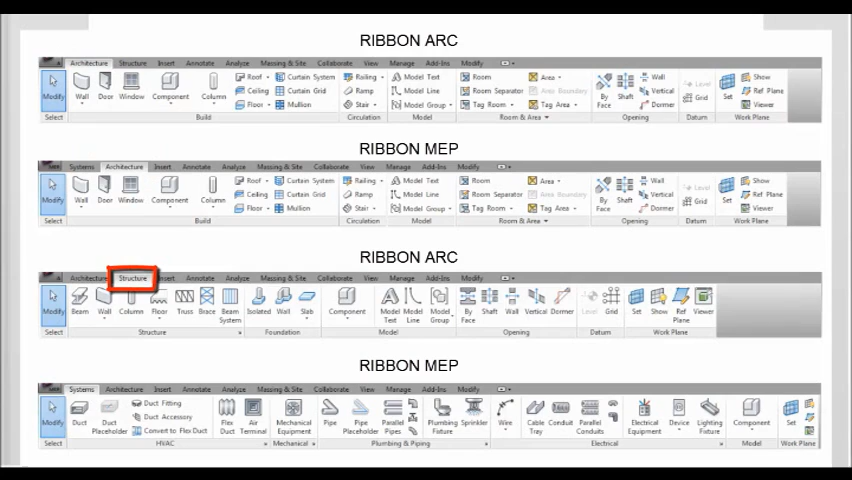 RIBBON ARC
Architecture Structure Insert Annotate Analyze Massing & Site Collaborate View Manage Add-Ins Modify
Modify Wall Door Window Component Column Roof Curtain System Railing Model Text Room Area By Face Shaft Wall Level Set Show
Ceiling Curtain Grid Ramp Model Line Room Separator Area Boundary Vertical Grid Ref Plane
Floor Mullion Stair Model Group Tag Room Tag Area Dormer Viewer
Select Build Circulation Model Room & Area Opening Datum Work Plane
RIBBON MEP
Systems Architecture Insert Annotate Analyze Massing & Site Collaborate View Manage Add-Ins Modify
Modify Wall Door Window Component Column Roof Curtain System Railing Model Text Room Area By Face Shaft Wall Level Set Show
Ceiling Curtain Grid Ramp Model Line Room Separator Area Boundary Vertical Grid Ref Plane
Floor Mullion Stair Model Group Tag Room Tag Area Dormer Viewer
Select Build Circulation Model Room & Area Opening Datum Work Plane
RIBBON ARC
Architecture Structure Insert Annotate Analyze Massing & Site Collaborate View Manage Add-Ins Modify
Modify Beam Wall Column Floor Truss Brace Beam System Isolated Wall Slab Component Model Text Model Line Model Group By Face Shaft Wall Vertical Dormer Level Grid Set Show Ref Plane Viewer
Select Structure Foundation Model Opening Datum Work Plane
RIBBON MEP
Systems Architecture Insert Annotate Analyze Massing & Site Collaborate View Manage Add-Ins Modify
Modify Duct Duct Placeholder Duct Fitting Flex Duct Air Terminal Mechanical Equipment Pipe Pipe Placeholder Parallel Pipes Plumbing Fixture Sprinkler Wire Cable Tray Conduit Parallel Conduits Electrical Equipment Device Lighting Fixture Component Set
Duct Accessory
Convert to Flex Duct
Select HVAC Mechanical Plumbing & Piping Electrical Model Work Plane